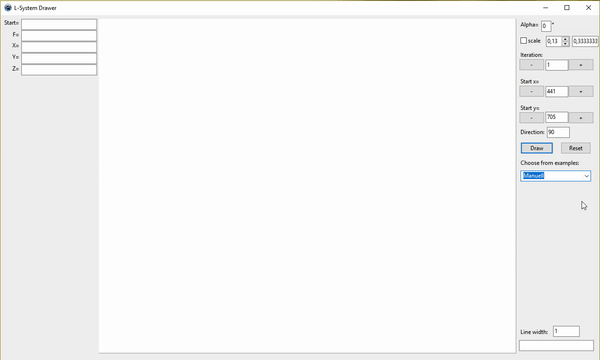 L-System Drawer
Start=
F=
X=
Y=
Z=
Alpha= 0 °
scale 0,13 0,3333333
Iteration:
- 1 +
Start x=
- 441 +
Start y=
- 705 +
Direction: 90
Draw Reset
Choose from examples:
Manuell
Line width: 1